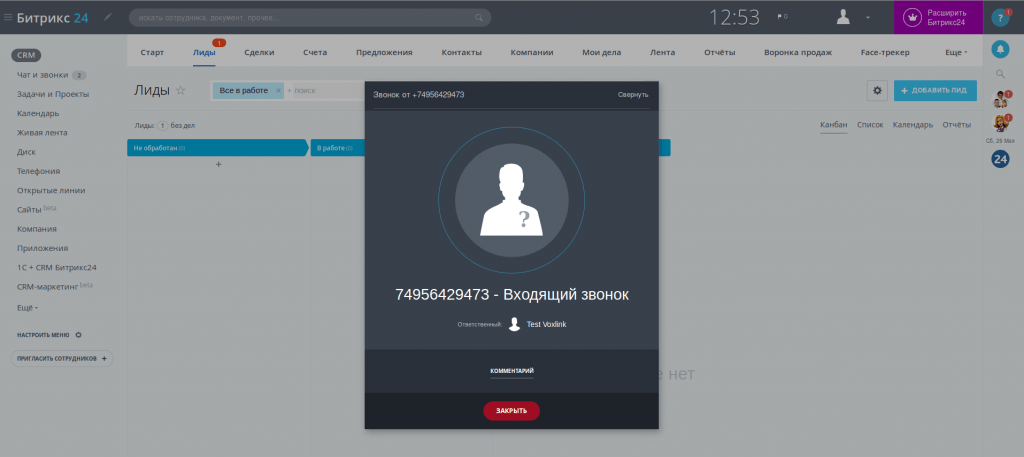 Битрикс 24
искать сотрудника, документ, прочее...
12:53
0
Расширить
Битрикс24
?
1
CRM
Чат и звонки 2
Задачи и Проекты
Календарь
Живая лента
Диск
Телефония
Открытые линии
Сайты beta
Компания
Приложения
1С + CRM Битрикс24
CRM-маркетинг beta
Ещё
НАСТРОИТЬ МЕНЮ
ПРИГЛАСИТЬ СОТРУДНИКОВ +
Старт
Лиды
1
Сделки
Счета
Предложения
Контакты
Компании
Мои дела
Лента
Отчёты
Воронка продаж
Face-трекер
Еще
Лиды
Все в работе ×
+ поиск
+ ДОБАВИТЬ ЛИД
Лиды: 1 без дел
Канбан
Список
Календарь
Отчёты
Не обработан
В работе
+
е нет
Звонок от +74956429473
Свернуть
?
74956429473 - Входящий звонок
Ответственный:
Test Voxlink
КОММЕНТАРИЙ
ЗАКРЫТЬ
1
1
Сб, 26 Мая
24